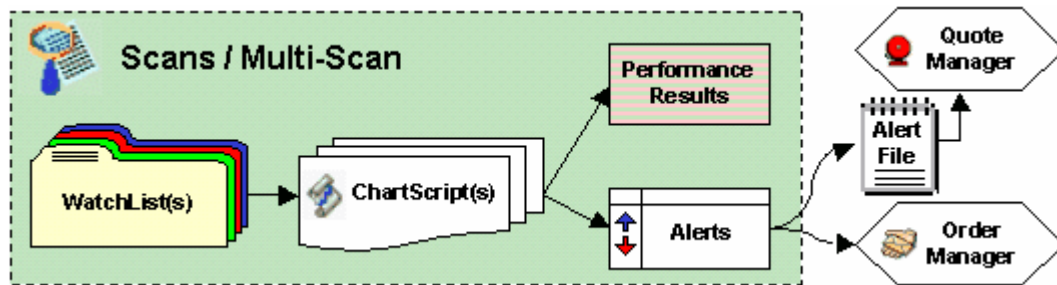 Scans / Multi-Scan
WatchList(s)
ChartScript(s)
Performance
Results
Alerts
Alert
File
Quote
Manager
Order
Manager